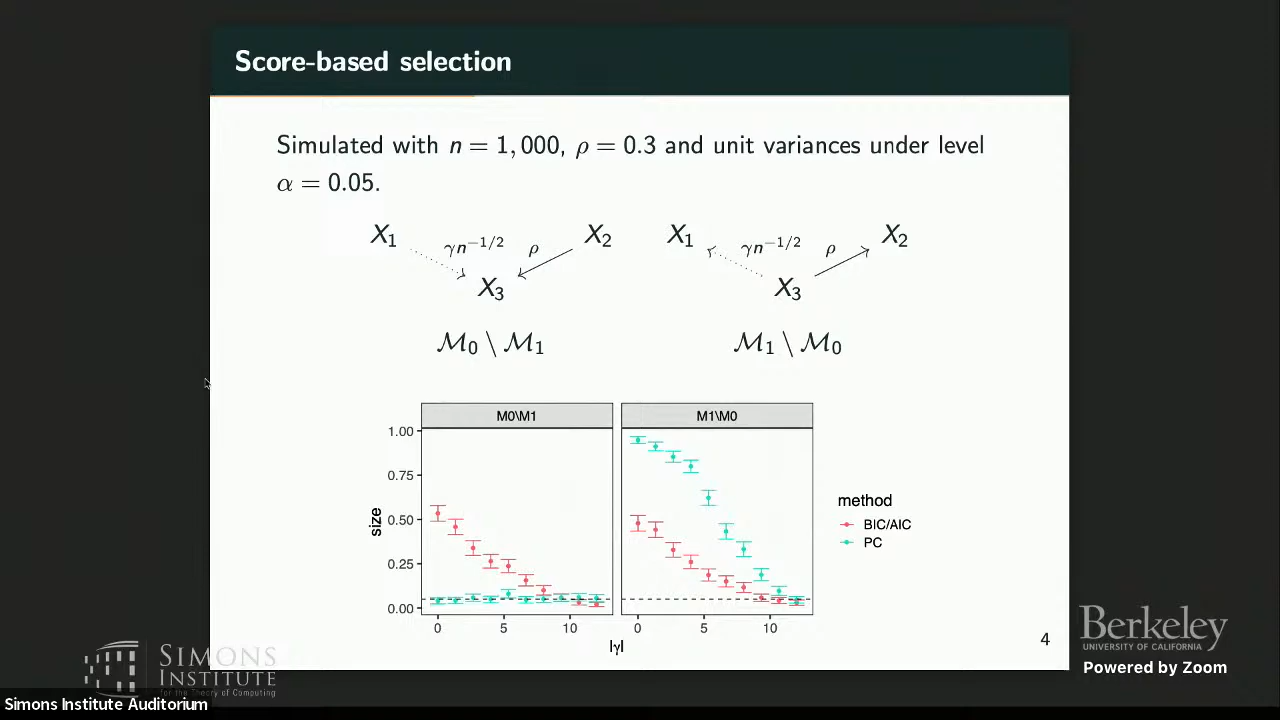 Score-based selection
Simulated with n = 1,000, ρ = 0.3 and unit variances under level
α = 0.05.
X₁ γn⁻¹/² ρ X₂
X₃
M₀ \ M₁
X₁ γn⁻¹/² ρ X₂
X₃
M₁ \ M₀
M0\M1
M1\M0
1.00
0.75
0.50
0.25
0.00
size
0 5 10
0 5 10
|γ|
method
BIC/AIC
PC
4
SIMONS
INSTITUTE
for the Theory of Computing
Berkeley
UNIVERSITY OF CALIFORNIA
Powered by Zoom
Simons Institute Auditorium